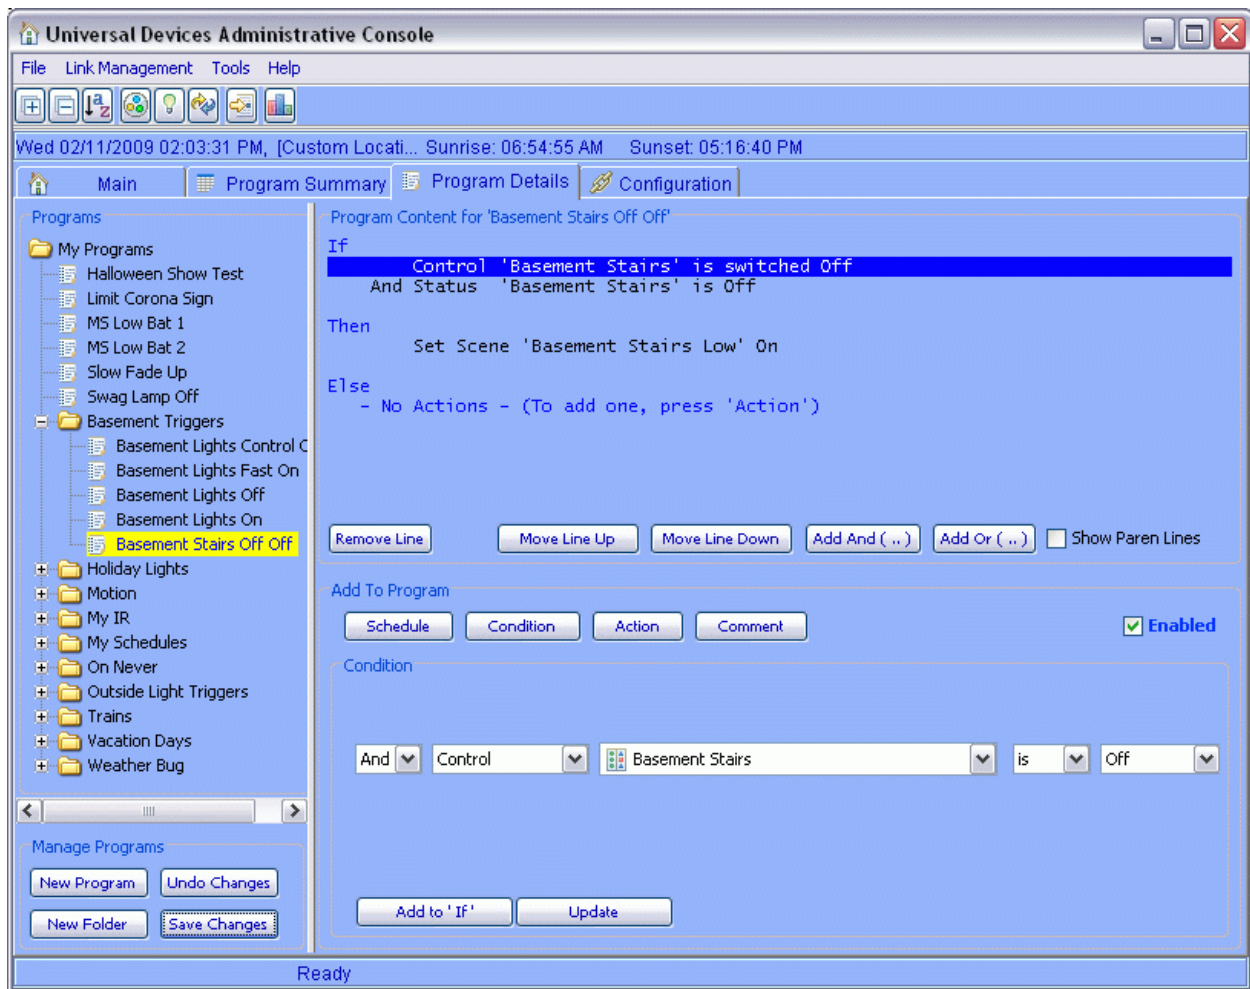 Universal Devices Administrative Console
File Link Management Tools Help
Wed 02/11/2009 02:03:31 PM, [Custom Locati... Sunrise: 06:54:55 AM Sunset: 05:16:40 PM
Main Program Summary Program Details Configuration
Programs
My Programs
Halloween Show Test
Limit Corona Sign
MS Low Bat 1
MS Low Bat 2
Slow Fade Up
Swag Lamp Off
Basement Triggers
Basement Lights Control C
Basement Lights Fast On
Basement Lights Off
Basement Lights On
Basement Stairs Off Off
Holiday Lights
Motion
My IR
My Schedules
On Never
Outside Light Triggers
Trains
Vacation Days
Weather Bug
Manage Programs
New Program Undo Changes
New Folder Save Changes
Program Content for 'Basement Stairs Off Off'
If
Control 'Basement Stairs' is switched Off
And Status 'Basement Stairs' is Off
Then
Set Scene 'Basement Stairs Low' On
Else
- No Actions - (To add one, press 'Action')
Remove Line Move Line Up Move Line Down Add And ( .. ) Add Or ( .. ) Show Paren Lines
Add To Program
Schedule Condition Action Comment Enabled
Condition
And Control Basement Stairs is Off
Add to ' If ' Update
Ready